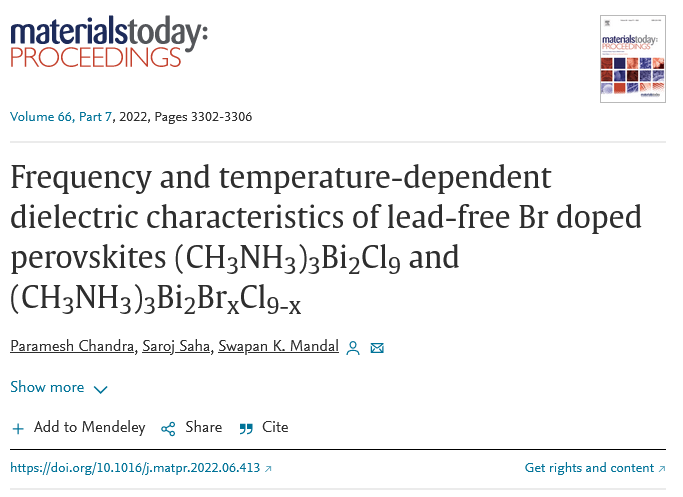 materialstoday:
PROCEEDINGS
materialstoday:
PROCEEDINGS
Volume 66, Part 7, 2022, Pages 3302-3306
Frequency and temperature-dependent
dielectric characteristics of lead-free Br doped
perovskites (CH₃NH₃)₃Bi₂Cl₉ and
(CH₃NH₃)₃Bi₂BrₓCl₉₋ₓ
Paramesh Chandra, Saroj Saha, Swapan K. Mandal
Show more
Add to Mendeley Share Cite
https://doi.org/10.1016/j.matpr.2022.06.413
Get rights and content